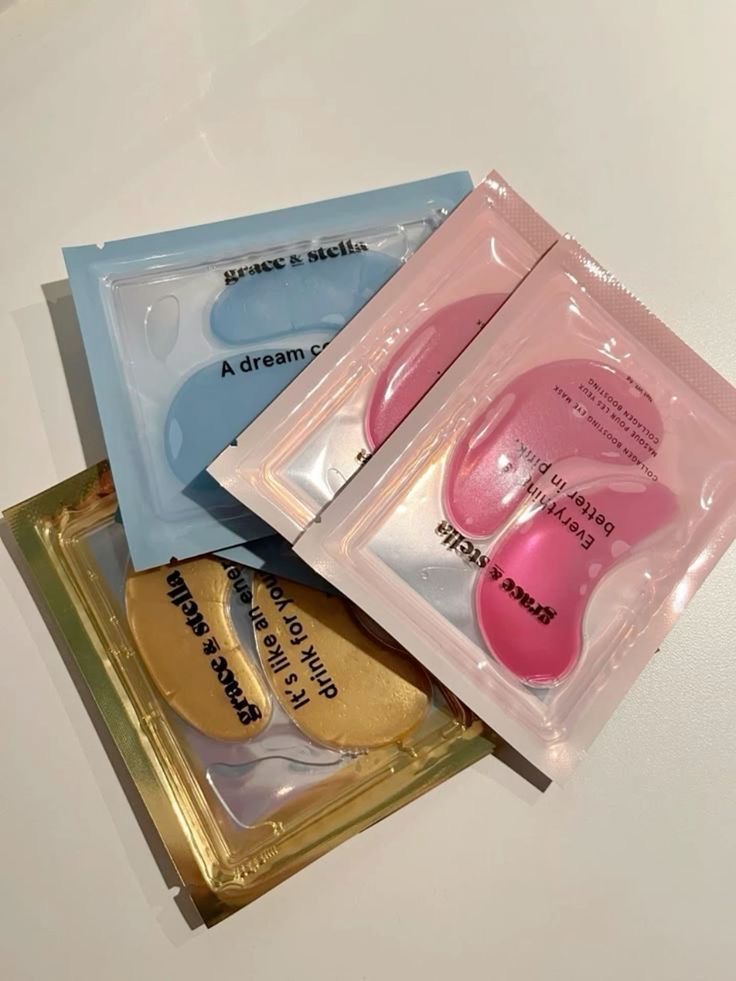 grace & stella
A dream co
grace & stella
Everything is
better in pink.
COLLAGEN BOOSTING EYE MASK
MASQUE POUR LES YEUX
COLLAGEN BOOSTING
grace & stella
It's like an ene
drink for you